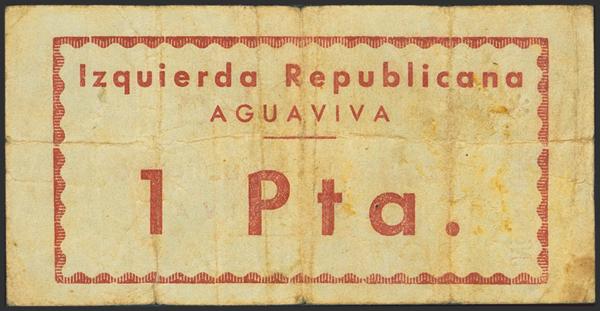 Izquierda Republicana
AGUAVIVA
1 Pta.